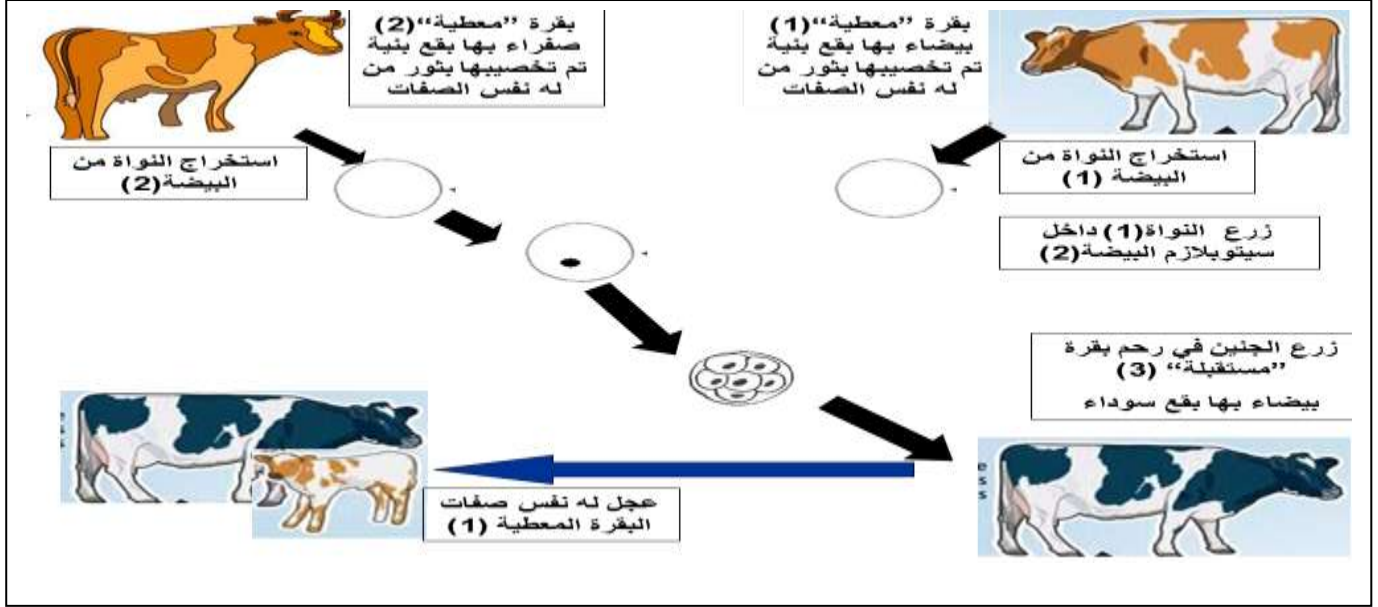 بقرة ”معطية“(1)
بيضاء بها بقع بنية
تم تخصيبها بثور من
له نفس الصفات
بقرة ”معطية“(2)
صفراء بها بقع بنية
تم تخصيبها بثور من
له نفس الصفات
استخراج النواة من
البيضة (1)
استخراج النواة من
البيضة(2)
زرع النواة(1) داخل
سيتوبلازم البيضة(2)
زرع الجنين في رحم بقرة
”مستقبلة“ (3)
بيضاء بها بقع سوداء
عجل له نفس صفات
البقرة المعطية (1)
e
s
s